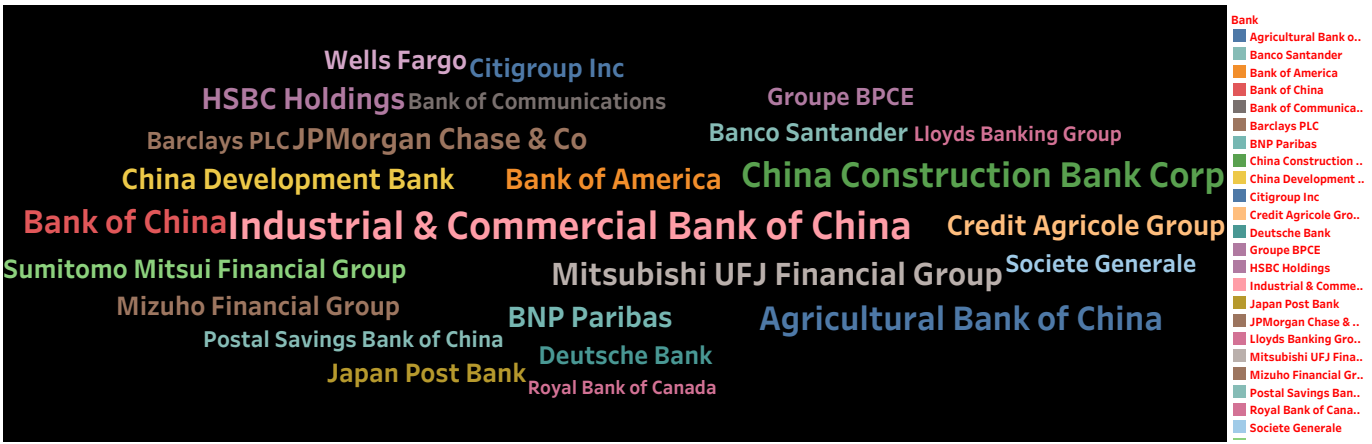 Wells Fargo Citigroup Inc
HSBC Holdings Bank of Communications Groupe BPCE
Barclays PLC JPMorgan Chase & Co Banco Santander Lloyds Banking Group
China Development Bank Bank of America China Construction Bank Corp
Bank of China Industrial & Commercial Bank of China Credit Agricole Group
Sumitomo Mitsui Financial Group Mitsubishi UFJ Financial Group Societe Generale
Mizuho Financial Group BNP Paribas Agricultural Bank of China
Postal Savings Bank of China Deutsche Bank
Japan Post Bank Royal Bank of Canada
Bank
Agricultural Bank o..
Banco Santander
Bank of America
Bank of China
Bank of Communica..
Barclays PLC
BNP Paribas
China Construction ..
China Development ..
Citigroup Inc
Credit Agricole Gro..
Deutsche Bank
Groupe BPCE
HSBC Holdings
Industrial & Comme..
Japan Post Bank
JPMorgan Chase & ..
Lloyds Banking Gro..
Mitsubishi UFJ Fina..
Mizuho Financial Gr..
Postal Savings Ban..
Royal Bank of Cana..
Societe Generale